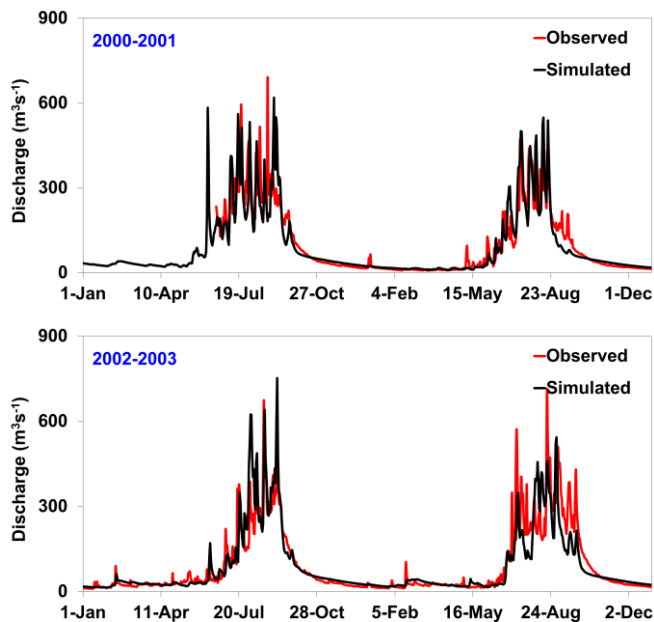 900
2000-2001
Observed
Simulated
600
300
0
Discharge (m³s⁻¹)
1-Jan 10-Apr 19-Jul 27-Oct 4-Feb 15-May 23-Aug 1-Dec
900
2002-2003
Observed
Simulated
600
300
0
Discharge (m³s⁻¹)
1-Jan 11-Apr 20-Jul 28-Oct 5-Feb 16-May 24-Aug 2-Dec